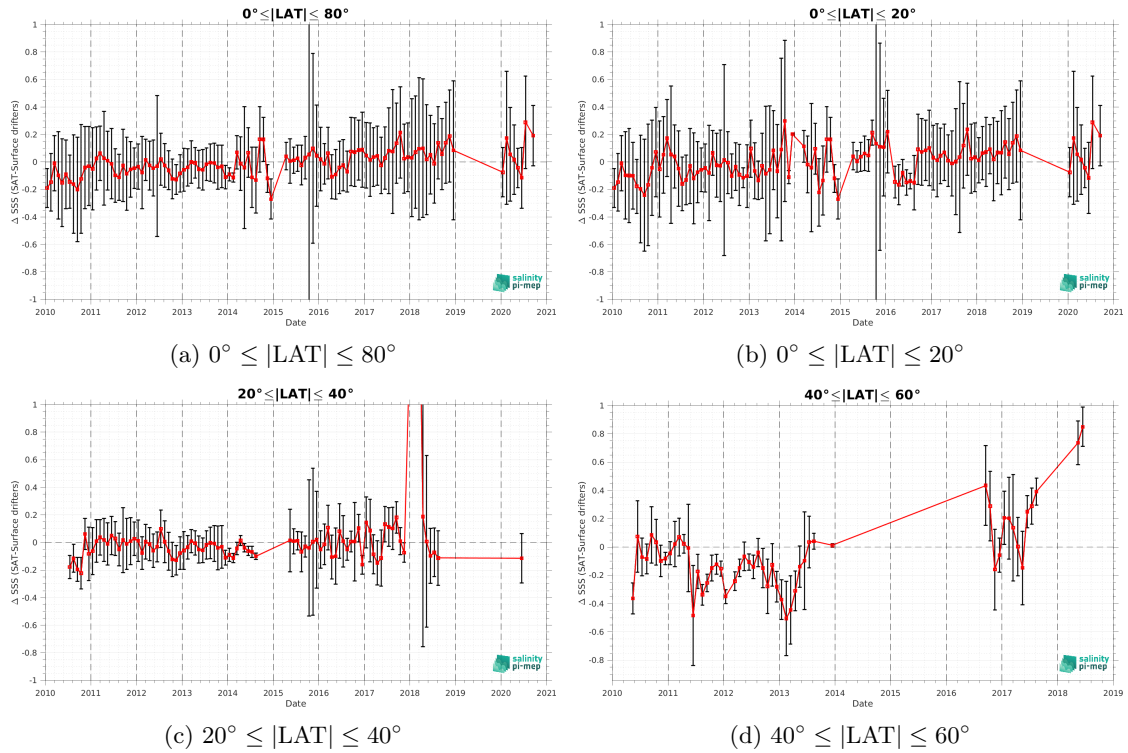 0°≤|LAT|≤ 80°
Δ SSS (SAT-Surface drifters)
1
0.8
0.6
0.4
0.2
0
-0.2
-0.4
-0.6
-0.8
-1
2010 2011 2012 2013 2014 2015 2016 2017 2018 2019 2020 2021
Date
salinity
pi-mep
(a) 0° ≤ |LAT| ≤ 80°
0°≤|LAT|≤ 20°
Δ SSS (SAT-Surface drifters)
1
0.8
0.6
0.4
0.2
0
-0.2
-0.4
-0.6
-0.8
-1
2010 2011 2012 2013 2014 2015 2016 2017 2018 2019 2020 2021
Date
salinity
pi-mep
(b) 0° ≤ |LAT| ≤ 20°
20°≤|LAT|≤ 40°
Δ SSS (SAT-Surface drifters)
1
0.8
0.6
0.4
0.2
0
-0.2
-0.4
-0.6
-0.8
-1
2010 2011 2012 2013 2014 2015 2016 2017 2018 2019 2020 2021
Date
salinity
pi-mep
(c) 20° ≤ |LAT| ≤ 40°
40°≤|LAT|≤ 60°
Δ SSS (SAT-Surface drifters)
1
0.8
0.6
0.4
0.2
0
-0.2
-0.4
-0.6
-0.8
2010 2011 2012 2013 2014 2015 2016 2017 2018 2019
Date
salinity
pi-mep
(d) 40° ≤ |LAT| ≤ 60°